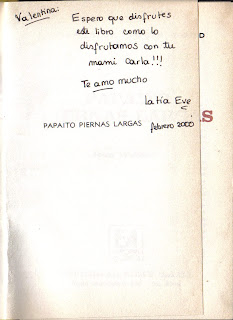 Valentina:
Espero que disfrutes
este libro como lo
disfrutamos con tu
mami Carla!!!
Te amo mucho
la tía Eve
febrero 2000
PAPAITO PIERNAS LARGAS